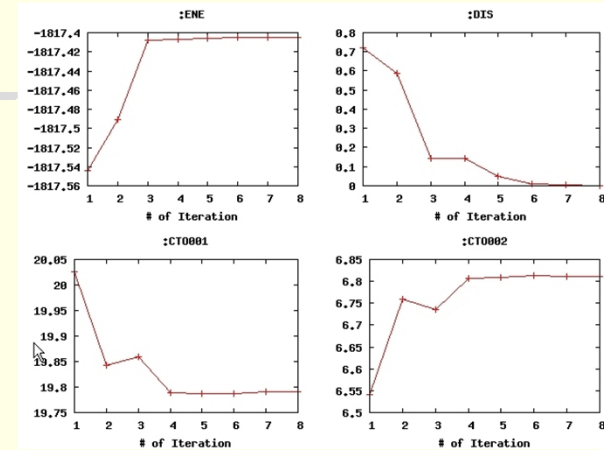 :ENE
-1817.4
-1817.42
-1817.44
-1817.46
-1817.48
-1817.5
-1817.52
-1817.54
-1817.56
1 2 3 4 5 6 7 8
# of Iteration
:DIS
0.8
0.7
0.6
0.5
0.4
0.3
0.2
0.1
0
1 2 3 4 5 6 7 8
# of Iteration
:CTO001
20.05
20
19.95
19.9
19.85
19.8
19.75
1 2 3 4 5 6 7 8
# of Iteration
:CTO002
6.85
6.8
6.75
6.7
6.65
6.6
6.55
6.5
1 2 3 4 5 6 7 8
# of Iteration